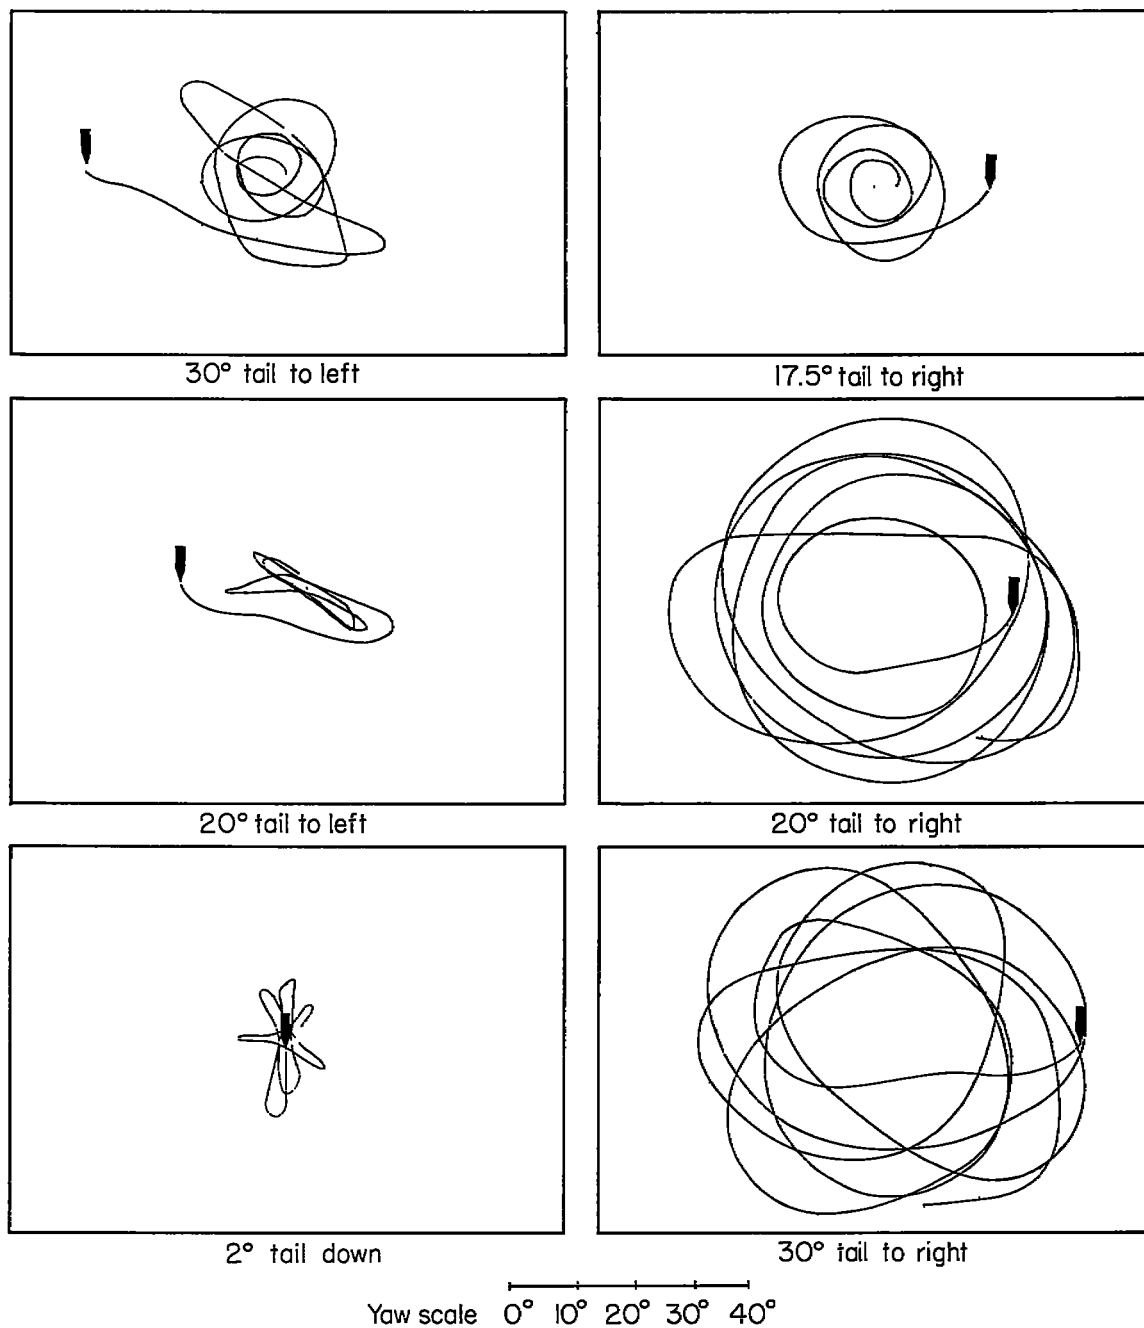 30° tail to left
17.5° tail to right
20° tail to left
20° tail to right
2° tail down
30° tail to right
Yaw scale 0° 10° 20° 30° 40°